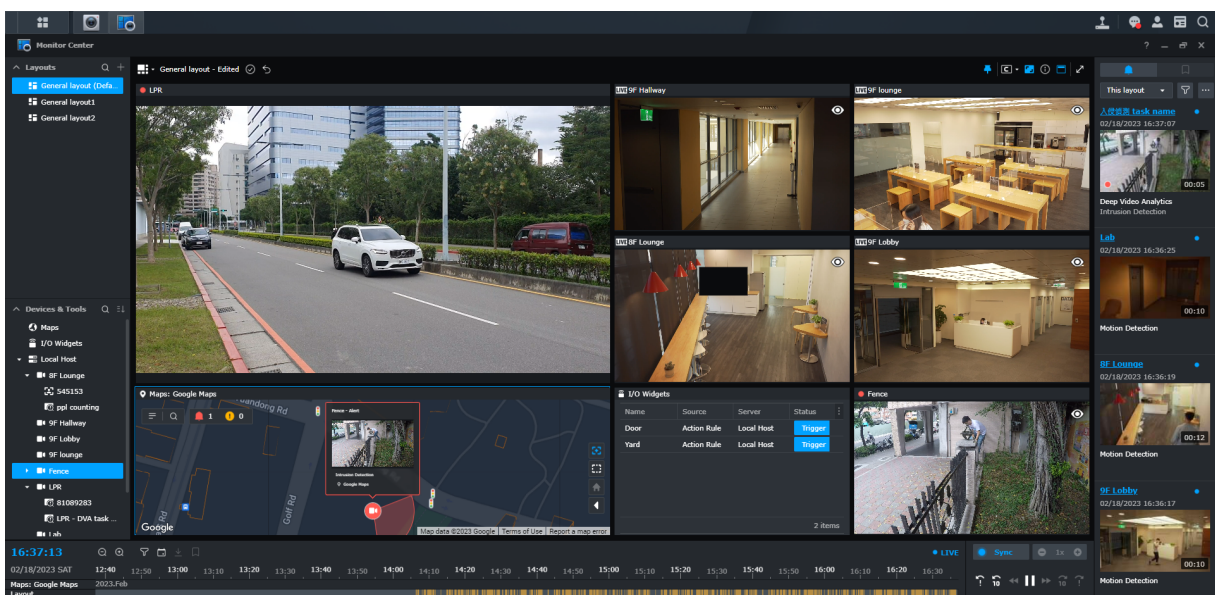 Monitor Center
Layouts
General layout (Defa...
General layout1
General layout2
General layout - Edited
LPR
LIVE 9F Hallway
LIVE 9F lounge
LIVE 8F Lounge
LIVE 9F Lobby
Devices & Tools
Maps
I/O Widgets
Local Host
8F Lounge
545153
ppl counting
9F Hallway
9F Lobby
9F lounge
Fence
LPR
81089283
LPR - DVA task ...
Lab
Maps: Google Maps
1
0
Fence - Alert
Intrusion Detection
Google Maps
Golf Rd
Google
Map data ©2023 Google
Terms of Use
Report a map error
I/O Widgets
Name Source Server Status
Door Action Rule Local Host Trigger
Yard Action Rule Local Host Trigger
2 items
Fence
This layout
task name
02/18/2023 16:37:07
00:05
Deep Video Analytics
Intrusion Detection
Lab
02/18/2023 16:36:25
00:10
Motion Detection
8F Lounge
02/18/2023 16:36:19
00:12
Motion Detection
9F Lobby
02/18/2023 16:36:17
00:10
Motion Detection
16:37:13
LIVE
Sync
1x
02/18/2023 SAT
12:40 12:50 13:00 13:10 13:20 13:30 13:40 13:50 14:00 14:10 14:20 14:30 14:40 14:50 15:00 15:10 15:20 15:30 15:40 15:50 16:00 16:10 16:20 16:30
10 10
Maps: Google Maps
2023.Feb
Layout